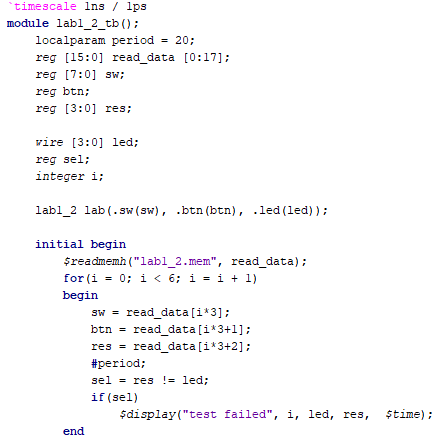 `timescale 1ns / 1ps
module lab1_2_tb();
    localparam period = 20;
    reg [15:0] read_data [0:17];
    reg [7:0] sw;
    reg btn;
    reg [3:0] res;

    wire [3:0] led;
    reg sel;
    integer i;

    lab1_2 lab(.sw(sw), .btn(btn), .led(led));

    initial begin
        $readmemh("lab1_2.mem", read_data);
        for(i = 0; i < 6; i = i + 1)
        begin
            sw = read_data[i*3];
            btn = read_data[i*3+1];
            res = read_data[i*3+2];
            #period;
            sel = res != led;
            if(sel)
                $display("test failed", i, led, res,  $time);
        end